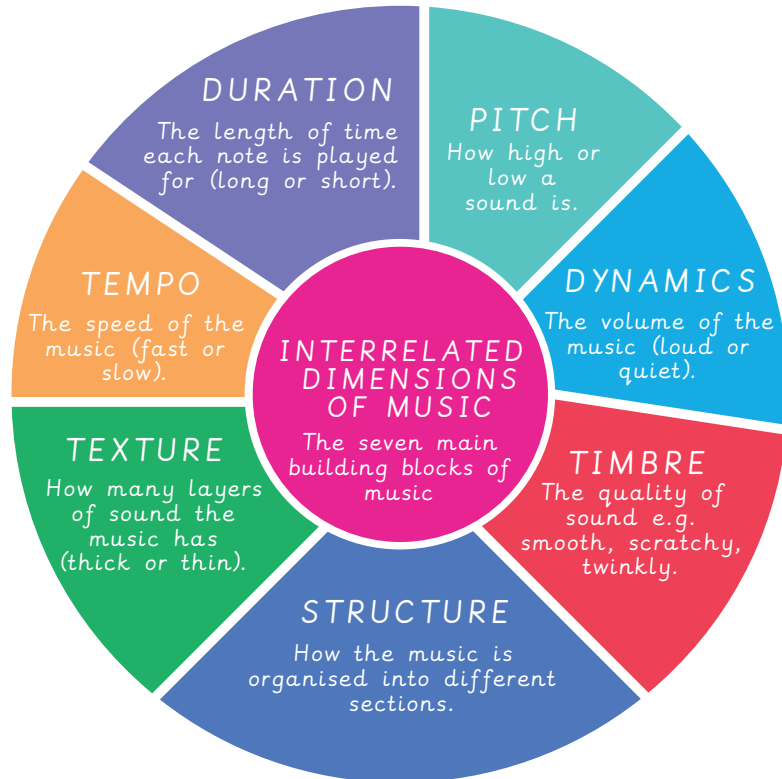 DURATION
The length of time
each note is played
for (long or short).
PITCH
How high or
low a
sound is.
DYNAMICS
The volume of the
music (loud or
quiet).
TIMBRE
The quality of
sound e.g.
smooth, scratchy,
twinkly.
STRUCTURE
How the music is
organised into different
sections.
TEXTURE
How many layers
of sound the
music has
(thick or thin).
TEMPO
The speed of the
music (fast or
slow).
INTERRELATED
DIMENSIONS
OF MUSIC
The seven main
building blocks of
music